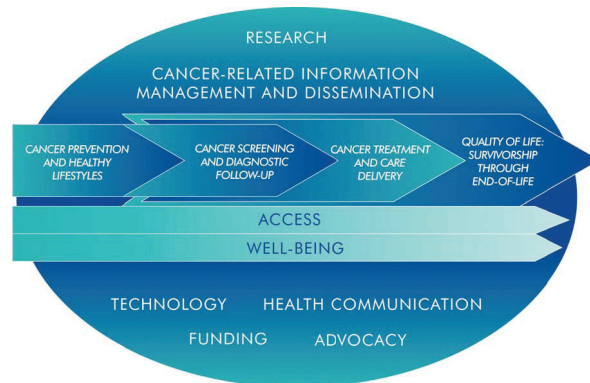 RESEARCH
CANCER-RELATED INFORMATION
MANAGEMENT AND DISSEMINATION
CANCER PREVENTION
AND HEALTHY
LIFESTYLES
CANCER SCREENING
AND DIAGNOSTIC
FOLLOW-UP
CANCER TREATMENT
AND CARE
DELIVERY
QUALITY OF LIFE:
SURVIVORSHIP
THROUGH
END-OF-LIFE
ACCESS
WELL-BEING
TECHNOLOGY HEALTH COMMUNICATION
FUNDING ADVOCACY